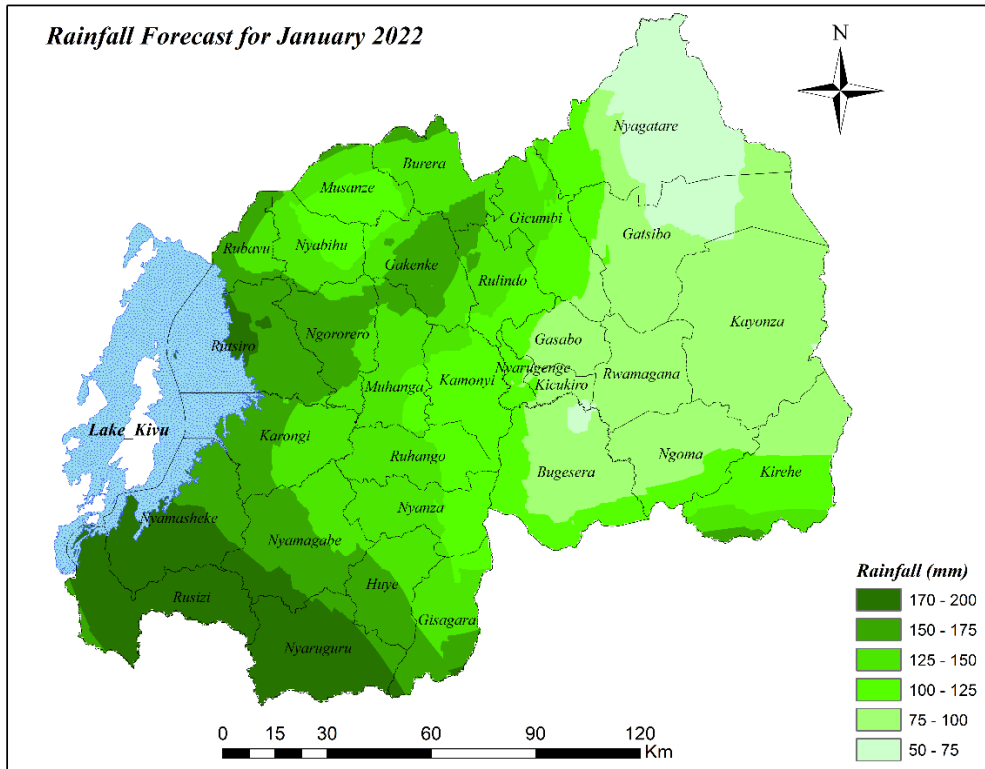 Rainfall Forecast for January 2022
N
Nyagatare
Burera
Musanze
Gicumbi
Rubavu
Nyabihu
Gatsibo
Gakenke
Rulindo
Kayonza
Rutsiro
Ngororero
Gasabo
Nyarugenge
Rwamagana
Muhanga
Kamonyi
Kicukiro
Lake_Kivu
Karongi
Ruhango
Bugesera
Ngoma
Kirehe
Nyanza
Nyamasheke
Nyamagabe
Huye
Rusizi
Gisagara
Nyaruguru
Rainfall (mm)
170 - 200
150 - 175
125 - 150
100 - 125
75 - 100
50 - 75
0 15 30 60 90 120
Km